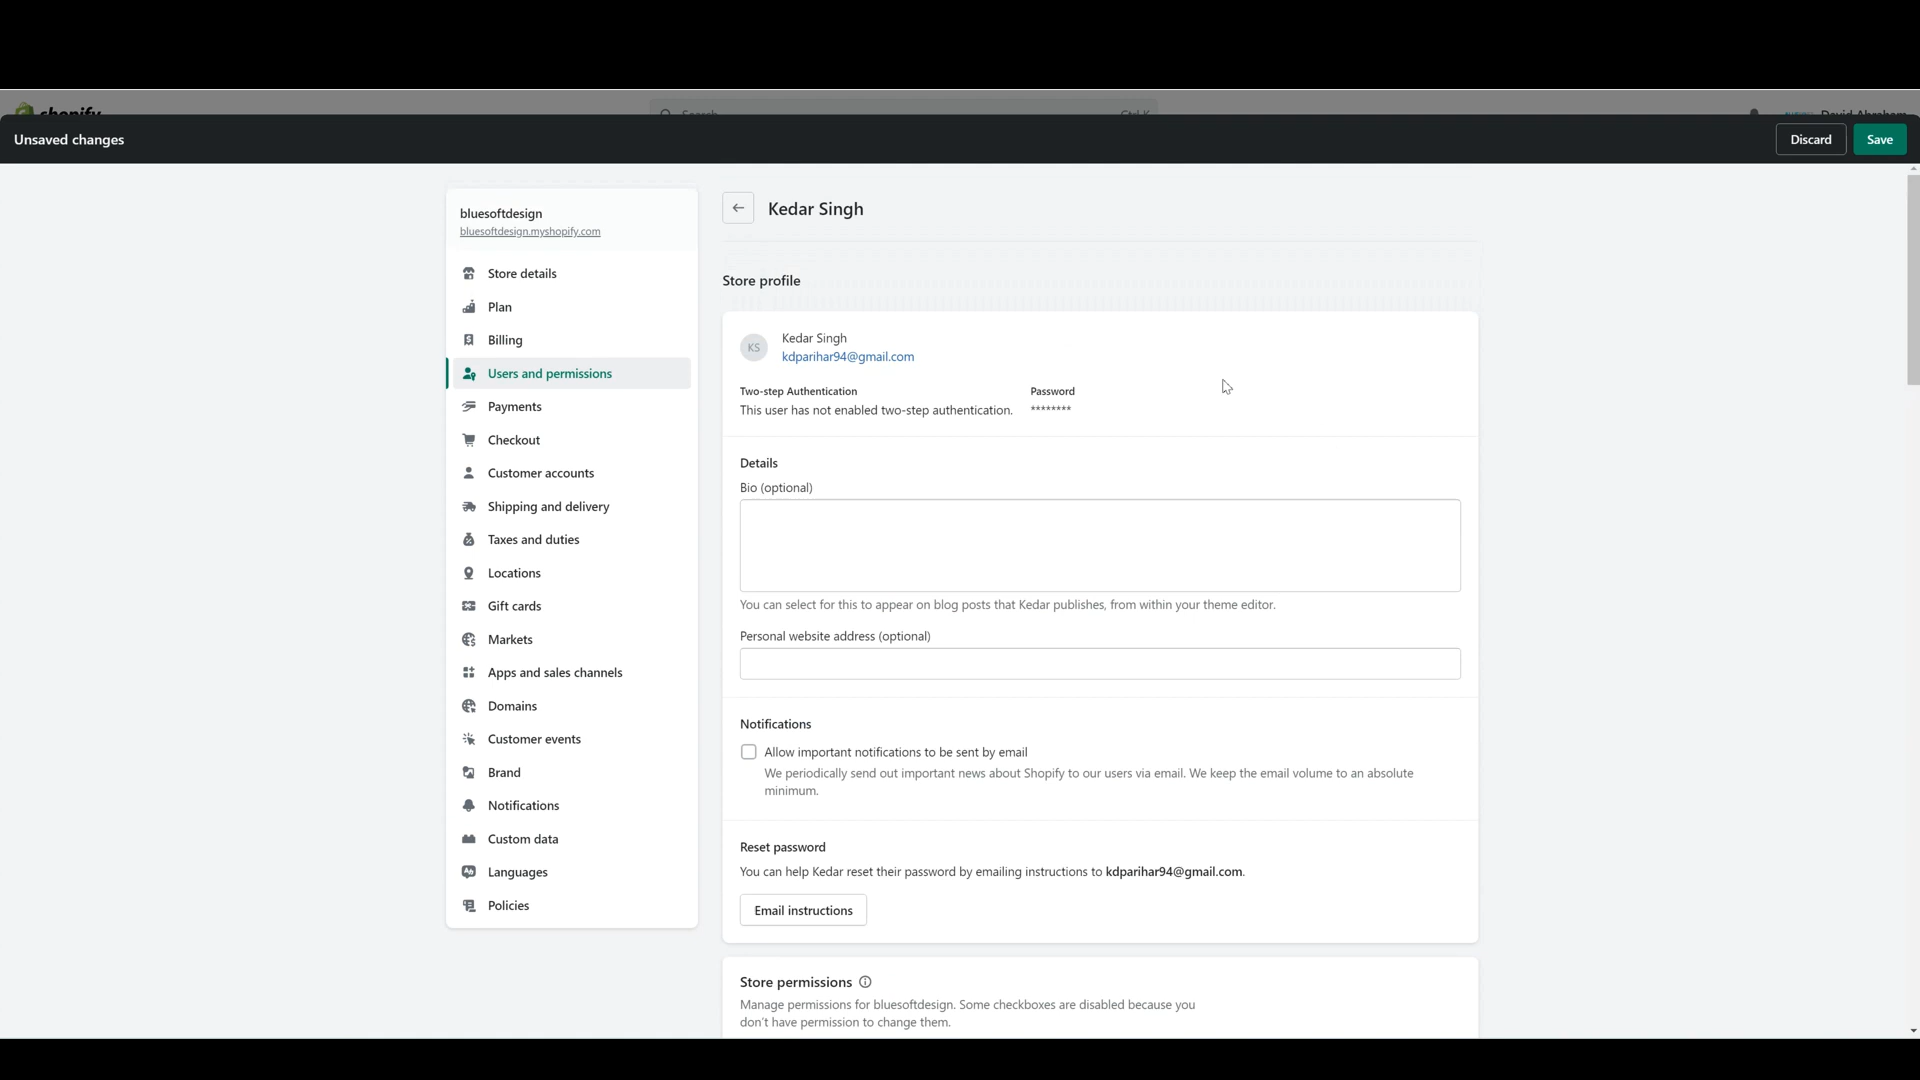 shopify
Search
Ctrl K
David Abraham
Unsaved changes
Discard
Save
bluesoftdesign
bluesoftdesign.myshopify.com
Store details
Plan
Billing
Users and permissions
Payments
Checkout
Customer accounts
Shipping and delivery
Taxes and duties
Locations
Gift cards
Markets
Apps and sales channels
Domains
Customer events
Brand
Notifications
Custom data
Languages
Policies
Kedar Singh
Store profile
KS
Kedar Singh
kdparihar94@gmail.com
Two-step Authentication
This user has not enabled two-step authentication.
Password
********
Details
Bio (optional)
You can select for this to appear on blog posts that Kedar publishes, from within your theme editor.
Personal website address (optional)
Notifications
Allow important notifications to be sent by email
We periodically send out important news about Shopify to our users via email. We keep the email volume to an absolute
minimum.
Reset password
You can help Kedar reset their password by emailing instructions to kdparihar94@gmail.com.
Email instructions
Store permissions
Manage permissions for bluesoftdesign. Some checkboxes are disabled because you
don't have permission to change them.